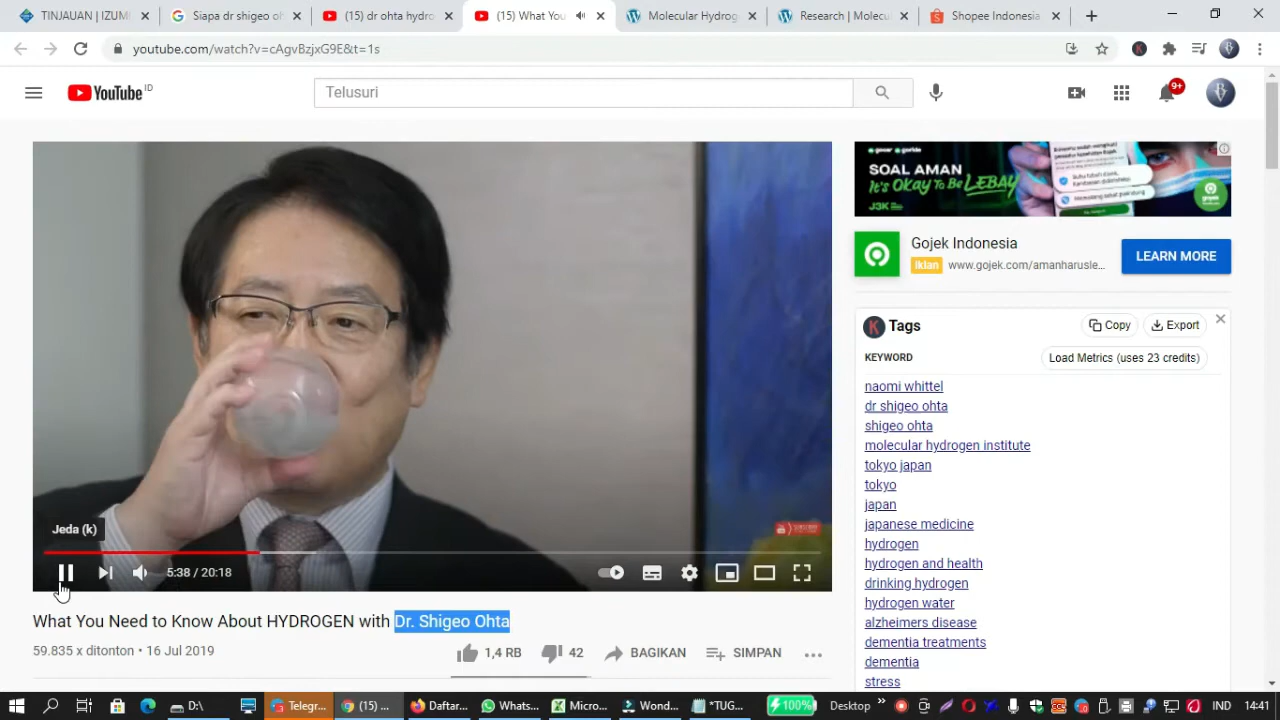 TINJAUAN | IZUMI
Siapa dr shigeo oh
(15) dr ohta hydro
(15) What You
Molecular Hydrog
Research | Molecul
Shopee Indonesia
youtube.com/watch?v=cAgvBzjxG9E&t=1s
YouTube ID
Telusuri
9+
Jeda (k)
5:38 / 20:18
What You Need to Know About HYDROGEN with Dr. Shigeo Ohta
59.835 x ditonton • 16 Jul 2019
1,4 RB
42
BAGIKAN
SIMPAN
SOAL AMAN
It's OKAY To Be LEBAY
J3K
Gojek Indonesia
Iklan www.gojek.com/amanharusle...
LEARN MORE
K Tags
Copy
Export
KEYWORD
Load Metrics (uses 23 credits)
naomi whittel
dr shigeo ohta
shigeo ohta
molecular hydrogen institute
tokyo japan
tokyo
japan
japanese medicine
hydrogen
hydrogen and health
drinking hydrogen
hydrogen water
alzheimers disease
dementia treatments
dementia
stress
D:\
Telegr...
(15) ...
Daftar...
Whats...
Micro...
Wond...
*TUG...
100%
Desktop
IND
14:41